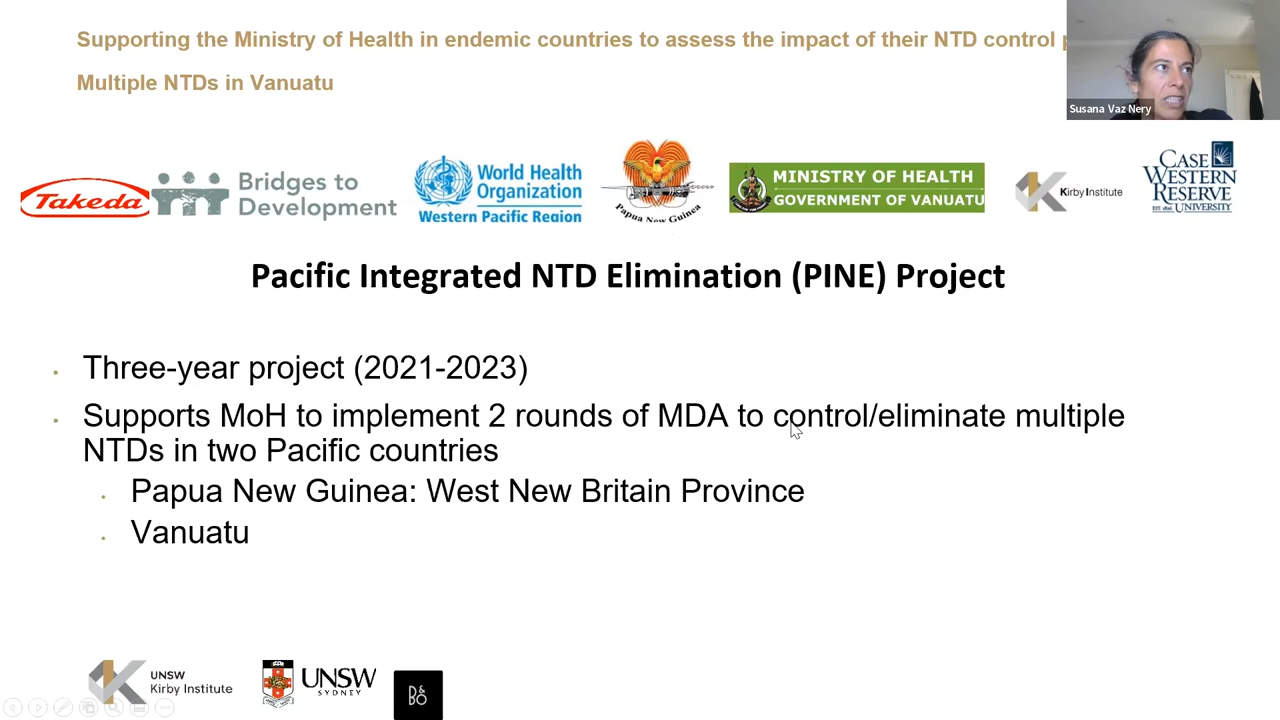 Supporting the Ministry of Health in endemic countries to assess the impact of their NTD control
Multiple NTDs in Vanuatu
Susana Vaz Nery
Takeda
Bridges to
Development
World Health
Organization
Western Pacific Region
Papua New Guinea
MINISTRY OF HEALTH
GOVERNMENT OF VANUATU
Kirby Institute
CASE
WESTERN
RESERVE
UNIVERSITY
Pacific Integrated NTD Elimination (PINE) Project
Three-year project (2021-2023)
Supports MoH to implement 2 rounds of MDA to control/eliminate multiple
NTDs in two Pacific countries
Papua New Guinea: West New Britain Province
Vanuatu
UNSW
Kirby Institute
UNSW
SYDNEY
B&O